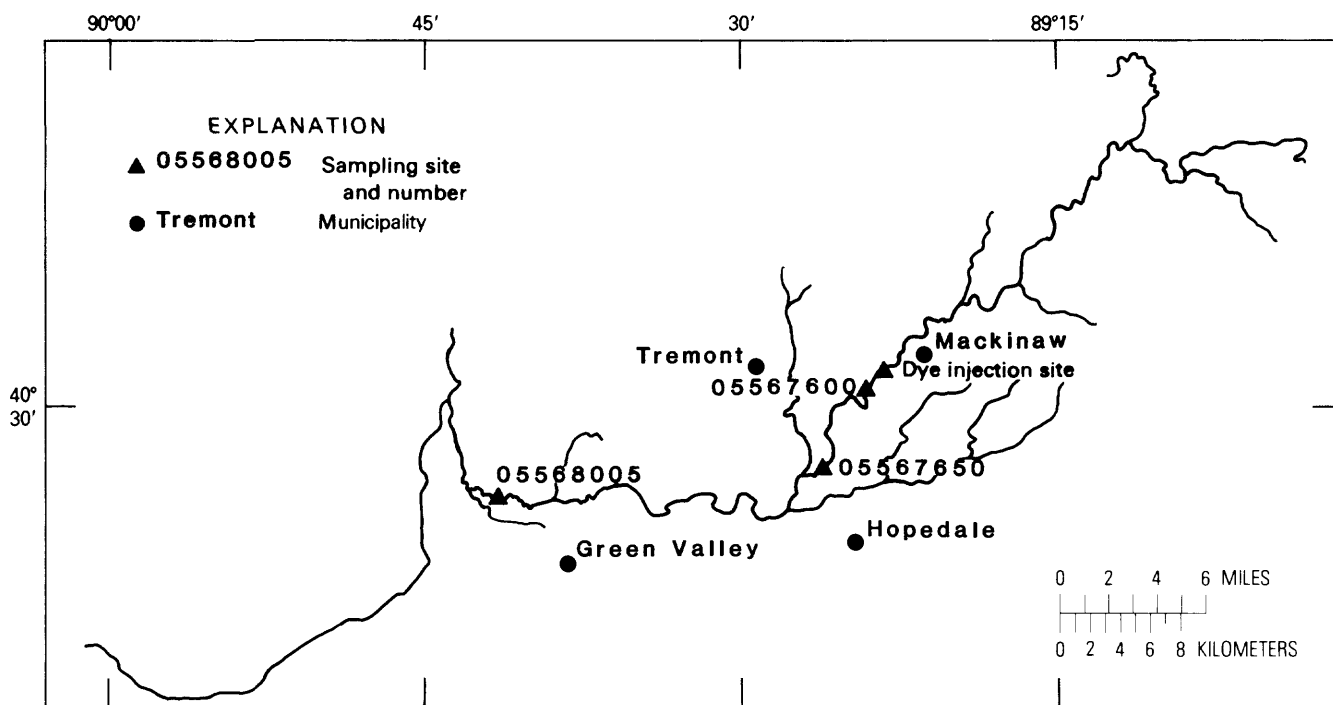 90°00′ 45′ 30′ 89°15′
EXPLANATION
05568005 Sampling site
and number
Tremont Municipality
Mackinaw
Tremont
Dye injection site
05567600
40°
30′
05567650
05568005
Hopedale
Green Valley
0 2 4 6 MILES
0 2 4 6 8 KILOMETERS